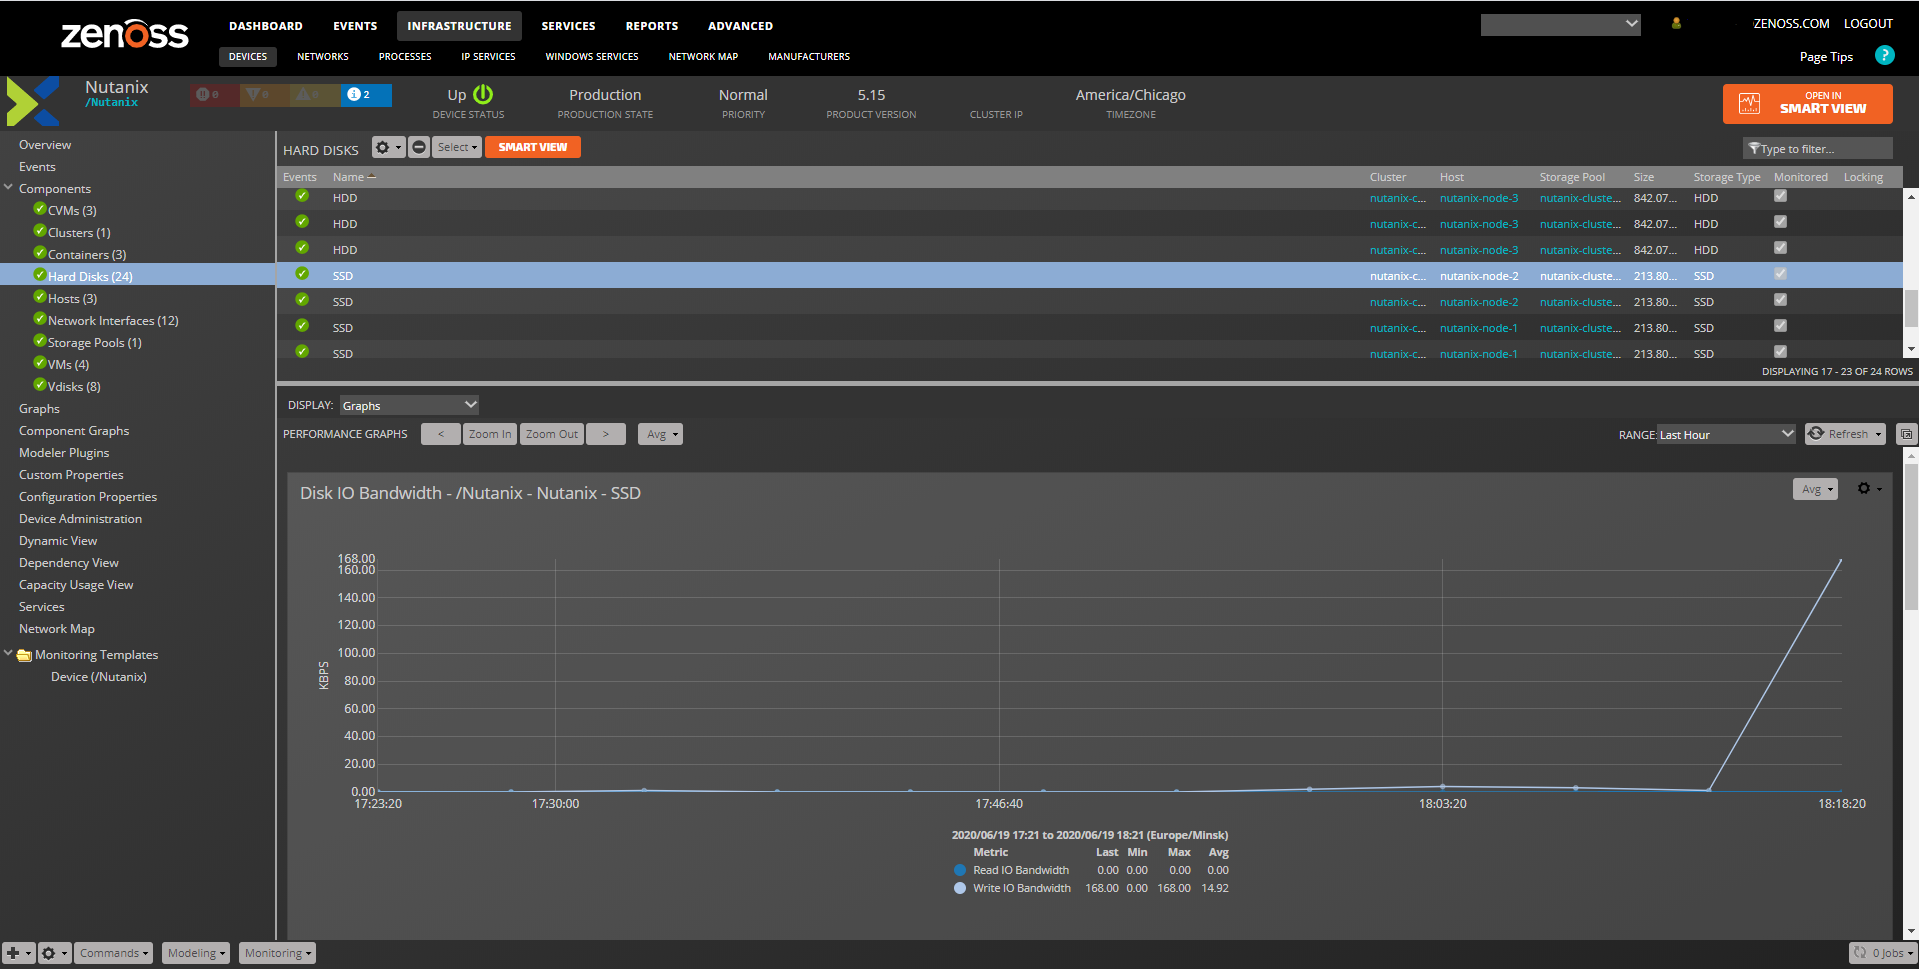 zenoss
DASHBOARD EVENTS INFRASTRUCTURE SERVICES REPORTS ADVANCED
ZENOSS.COM LOGOUT
DEVICES NETWORKS PROCESSES IP SERVICES WINDOWS SERVICES NETWORK MAP MANUFACTURERS
Page Tips ?
Nutanix
/Nutanix
0 0 0 2
Up Production Normal 5.15 America/Chicago
DEVICE STATUS PRODUCTION STATE PRIORITY PRODUCT VERSION CLUSTER IP TIMEZONE
OPEN IN
SMART VIEW
Overview
Events
Components
CVMs (3)
Clusters (1)
Containers (3)
Hard Disks (24)
Hosts (3)
Network Interfaces (12)
Storage Pools (1)
VMs (4)
Vdisks (8)
Graphs
Component Graphs
Modeler Plugins
Custom Properties
Configuration Properties
Device Administration
Dynamic View
Dependency View
Capacity Usage View
Services
Network Map
Monitoring Templates
Device (/Nutanix)
HARD DISKS Select SMART VIEW Type to filter...
Events Name Cluster Host Storage Pool Size Storage Type Monitored Locking
HDD nutanix-c... nutanix-node-3 nutanix-cluste... 842.07... HDD
HDD nutanix-c... nutanix-node-3 nutanix-cluste... 842.07... HDD
HDD nutanix-c... nutanix-node-3 nutanix-cluste... 842.07... HDD
SSD nutanix-c... nutanix-node-2 nutanix-cluste... 213.80... SSD
SSD nutanix-c... nutanix-node-2 nutanix-cluste... 213.80... SSD
SSD nutanix-c... nutanix-node-1 nutanix-cluste... 213.80... SSD
SSD nutanix-c... nutanix-node-1 nutanix-cluste... 213.80... SSD
DISPLAYING 17 - 23 OF 24 ROWS
DISPLAY: Graphs
PERFORMANCE GRAPHS < Zoom In Zoom Out > Avg RANGE: Last Hour Refresh
Disk IO Bandwidth - /Nutanix - Nutanix - SSD Avg
168.00
160.00
140.00
120.00
100.00
80.00
60.00
40.00
20.00
0.00
KBPS
17:23:20 17:30:00 17:46:40 18:03:20 18:18:20
2020/06/19 17:21 to 2020/06/19 18:21 (Europe/Minsk)
Metric Last Min Max Avg
Read IO Bandwidth 0.00 0.00 0.00 0.00
Write IO Bandwidth 168.00 0.00 168.00 14.92
Commands Modeling Monitoring 0 Jobs